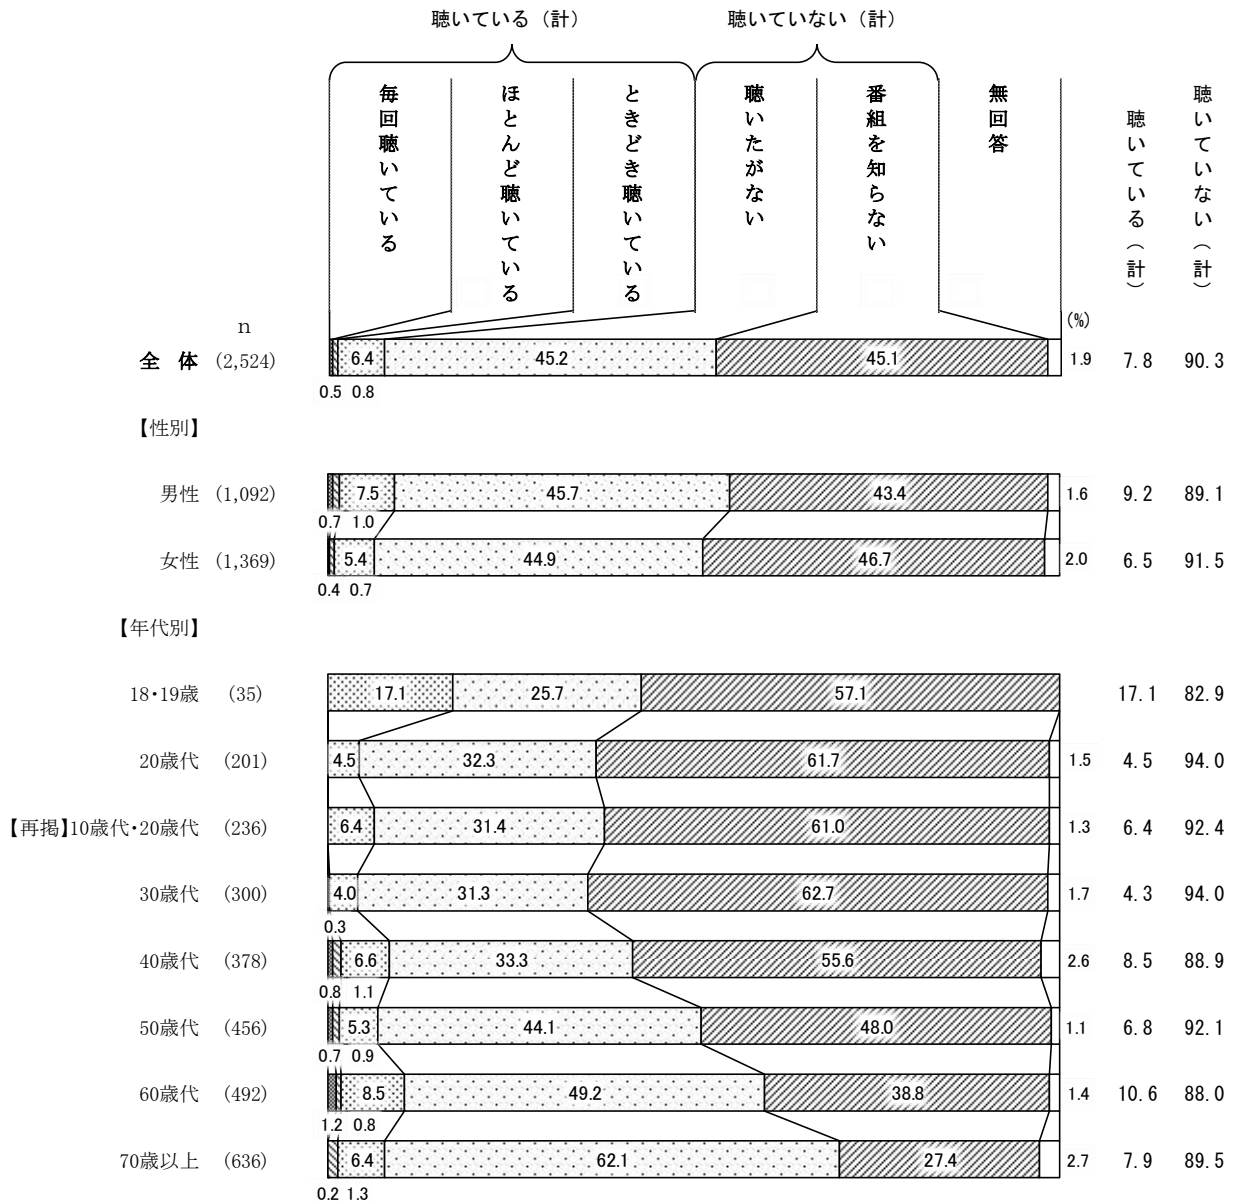 聴いている（計）　聴いていない（計）
毎回聴いている
ほとんど聴いている
ときどき聴いている
聴いたがない
番組を知らない
無回答
聴いている（計）
聴いていない（計）
n
(%)
全　体 (2,524) 6.4 45.2 45.1 1.9 7.8 90.3
0.5 0.8
【性別】
男性 (1,092) 7.5 45.7 43.4 1.6 9.2 89.1
0.7 1.0
女性 (1,369) 5.4 44.9 46.7 2.0 6.5 91.5
0.4 0.7
【年代別】
18・19歳 (35) 17.1 25.7 57.1 17.1 82.9
20歳代 (201) 4.5 32.3 61.7 1.5 4.5 94.0
【再掲】10歳代・20歳代 (236) 6.4 31.4 61.0 1.3 6.4 92.4
30歳代 (300) 4.0 31.3 62.7 1.7 4.3 94.0
0.3
40歳代 (378) 6.6 33.3 55.6 2.6 8.5 88.9
0.8 1.1
50歳代 (456) 5.3 44.1 48.0 1.1 6.8 92.1
0.7 0.9
60歳代 (492) 8.5 49.2 38.8 1.4 10.6 88.0
1.2 0.8
70歳以上 (636) 6.4 62.1 27.4 2.7 7.9 89.5
0.2 1.3